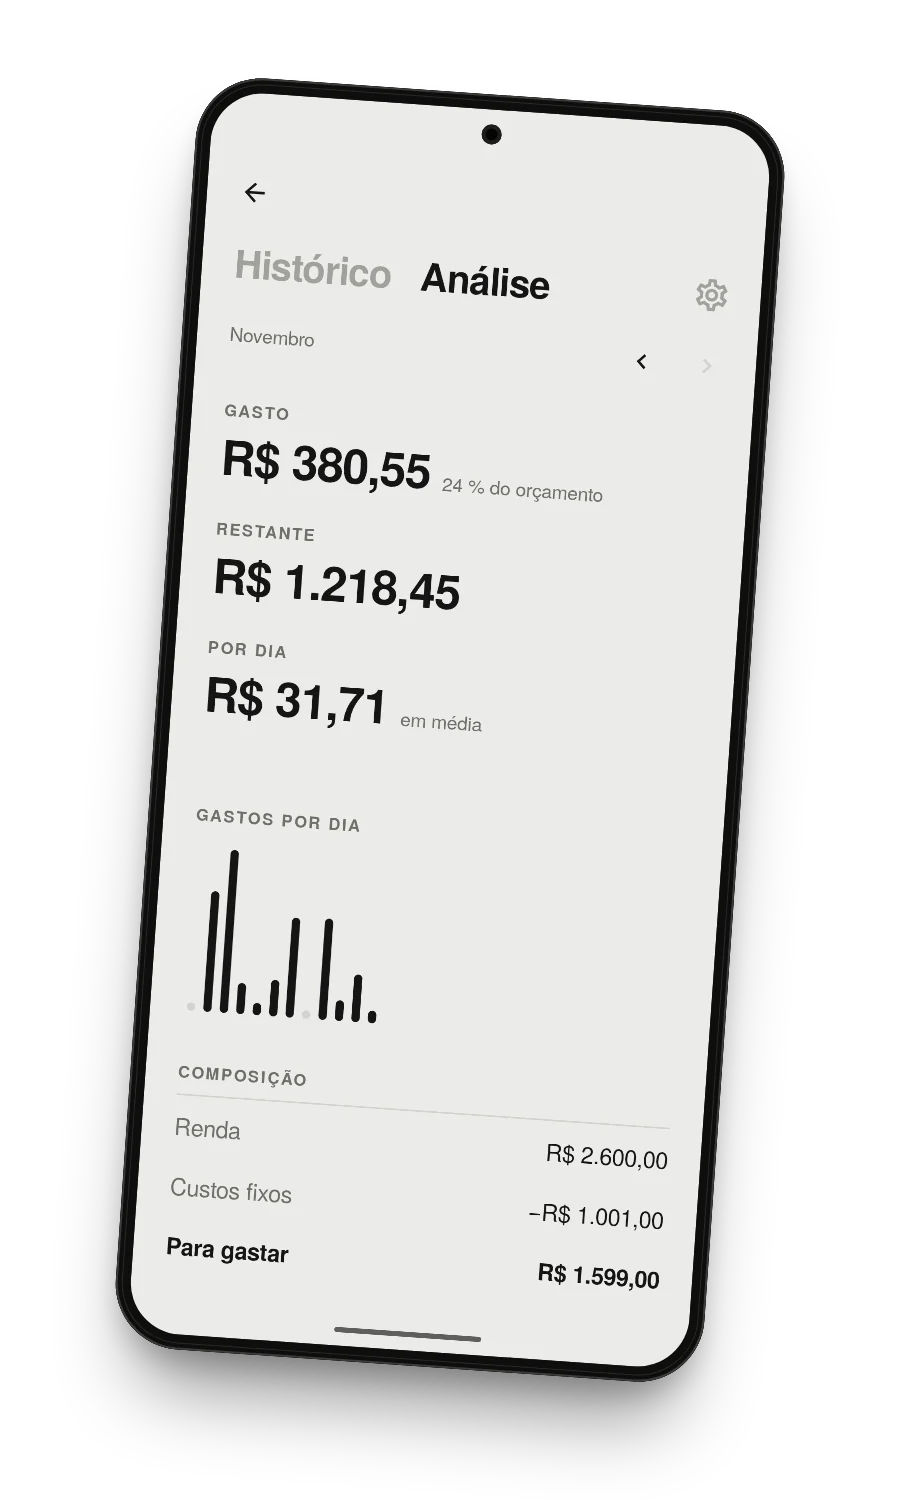 Histórico Análise
Novembro
GASTO
R$ 380,55 24 % do orçamento
RESTANTE
R$ 1.218,45
POR DIA
R$ 31,71 em média
GASTOS POR DIA
COMPOSIÇÃO
Renda R$ 2.600,00
Custos fixos −R$ 1.001,00
Para gastar R$ 1.599,00